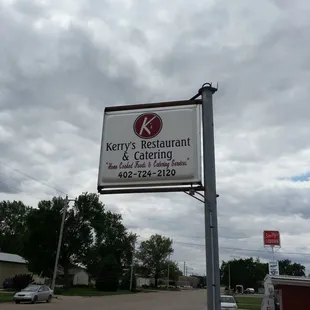 K
Kerry's Restaurant
& Catering
"Home Cooked Foods & Catering Services"
402-724-2120